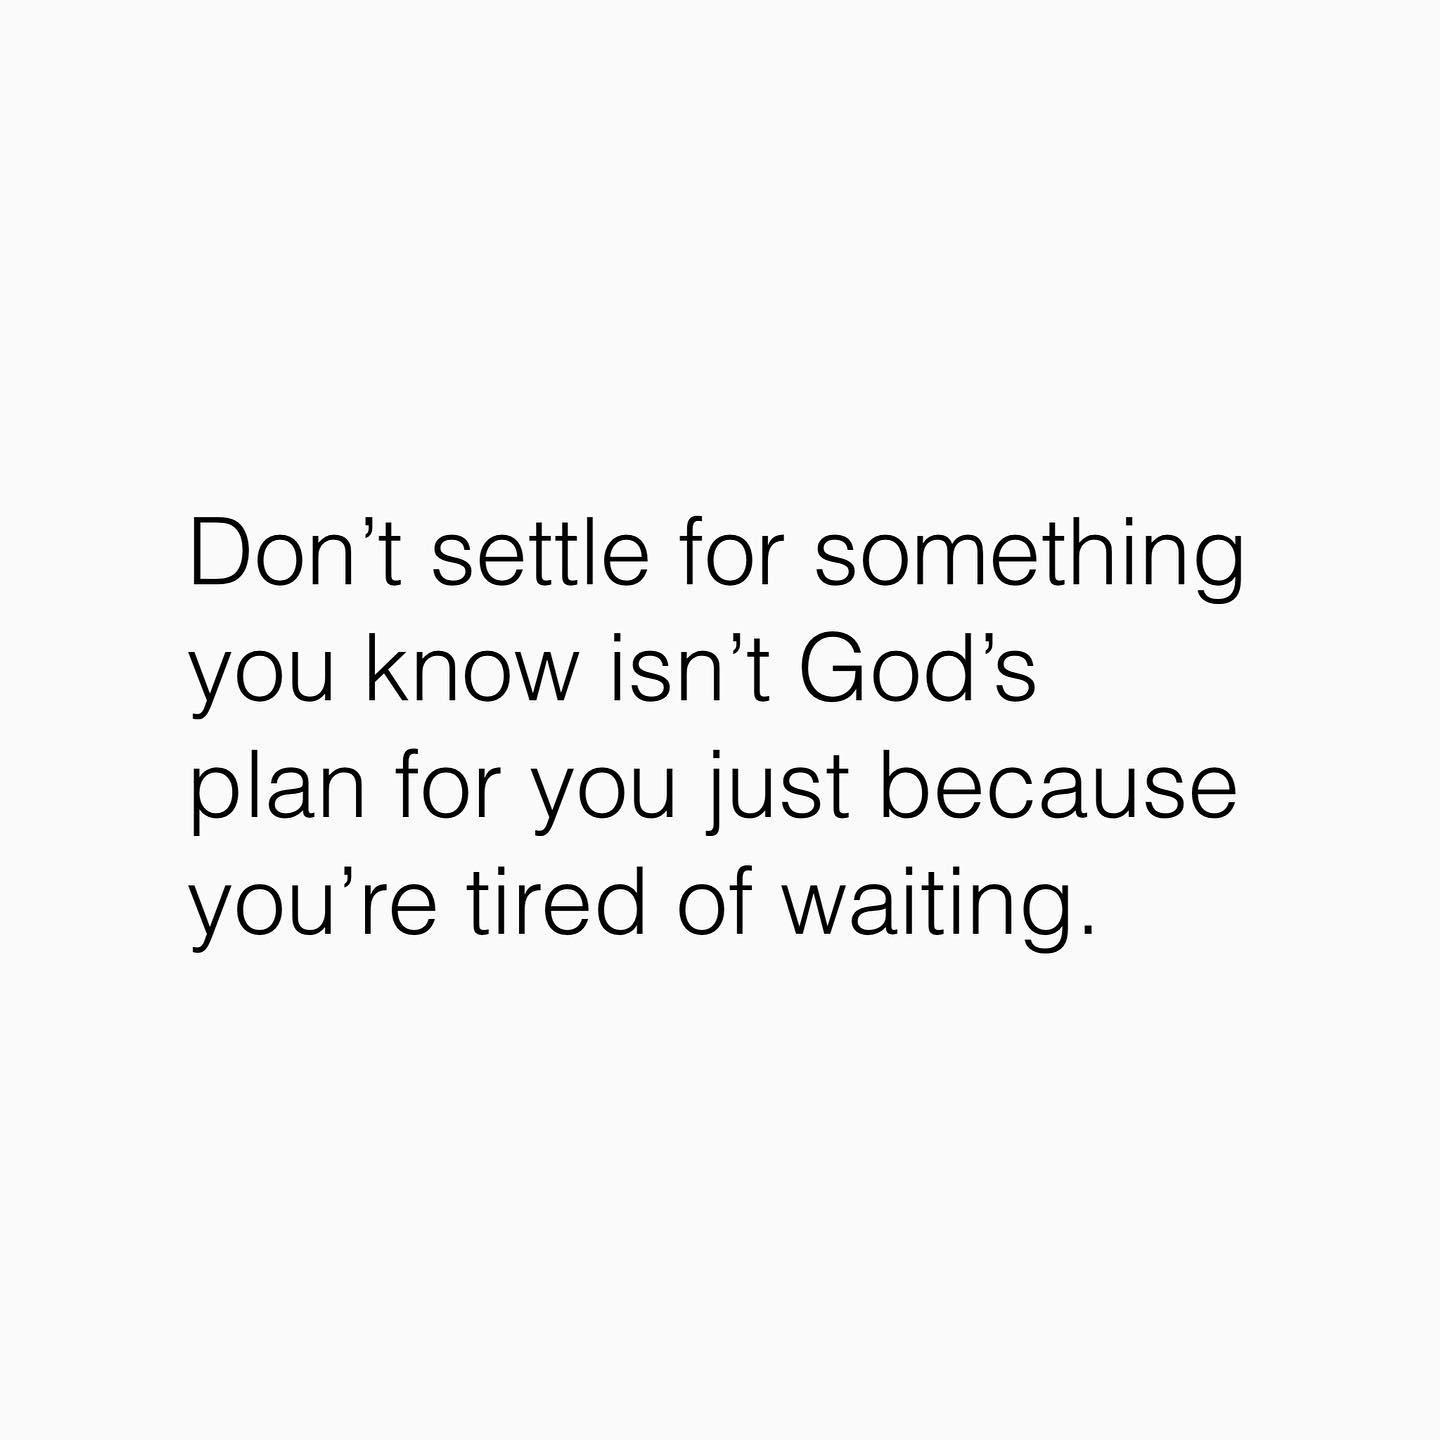 Don’t settle for something
you know isn’t God’s
plan for you just because
you’re tired of waiting.